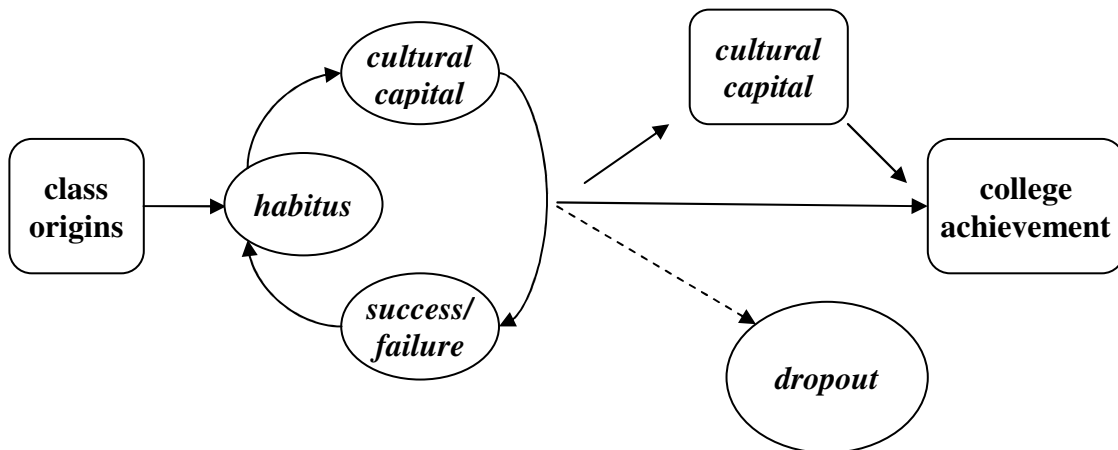 class
origins
habitus
cultural
capital
success/
failure
cultural
capital
college
achievement
dropout